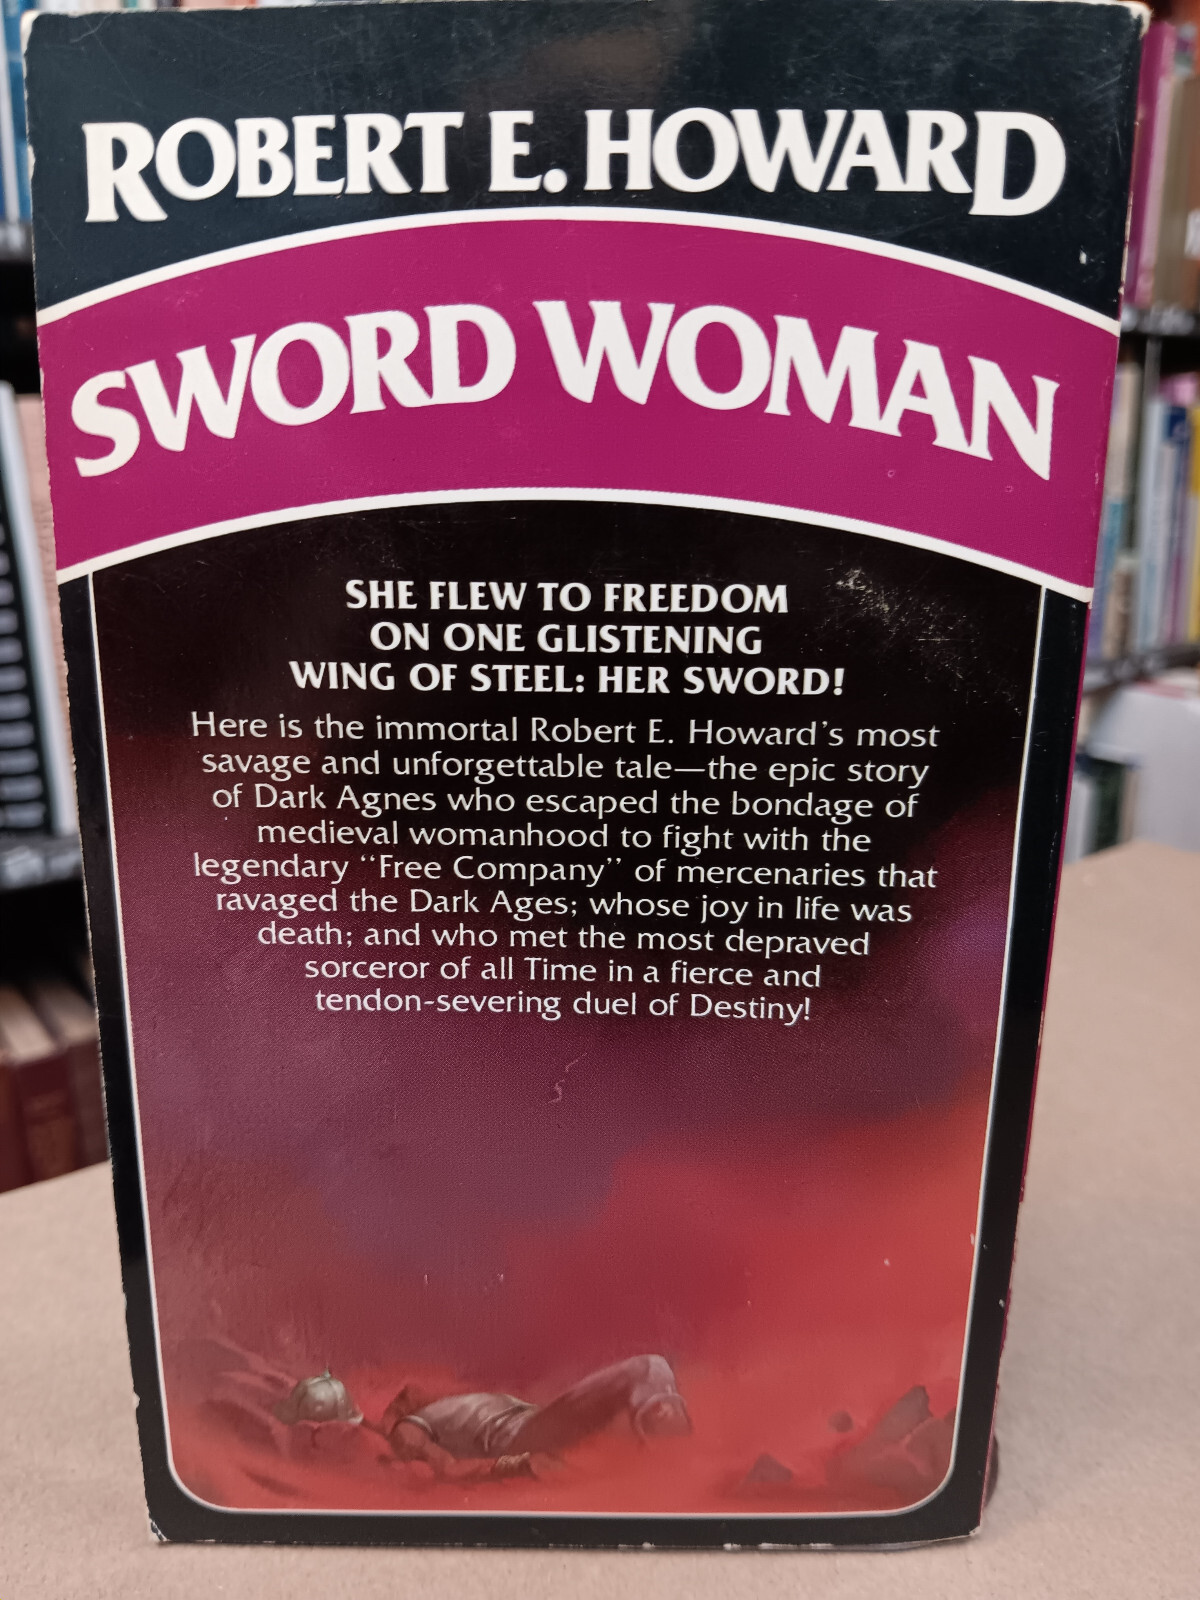 ROBERT E. HOWARD
SWORD WOMAN
SHE FLEW TO FREEDOM
ON ONE GLISTENING
WING OF STEEL: HER SWORD!
Here is the immortal Robert E. Howard's most
savage and unforgettable tale—the epic story
of Dark Agnes who escaped the bondage of
medieval womanhood to fight with the
legendary “Free Company” of mercenaries that
ravaged the Dark Ages; whose joy in life was
death; and who met the most depraved
sorceror of all Time in a fierce and
tendon-severing duel of Destiny!